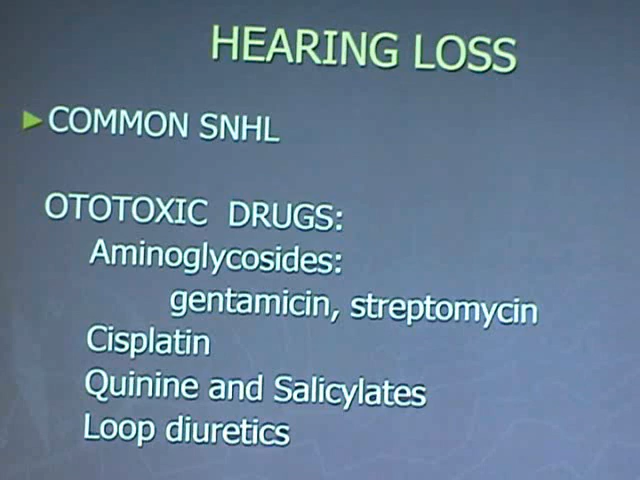 HEARING LOSS
COMMON SNHL
OTOTOXIC DRUGS:
Aminoglycosides:
gentamicin, streptomycin
Cisplatin
Quinine and Salicylates
Loop diuretics